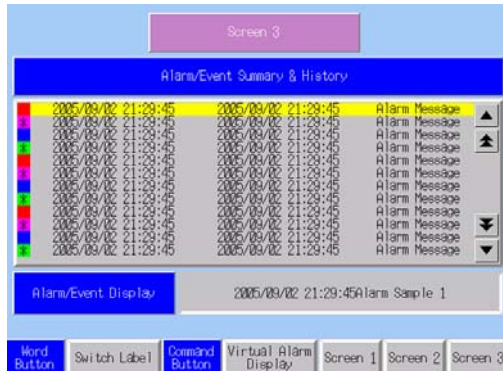 Screen 3
Alarm/Event Summary & History
2005/09/02 21:29:45 2005/09/02 21:29:45 Alarm Message
* 2005/09/02 21:29:45 2005/09/02 21:29:45 Alarm Message
2005/09/02 21:29:45 2005/09/02 21:29:45 Alarm Message
* 2005/09/02 21:29:45 2005/09/02 21:29:45 Alarm Message
2005/09/02 21:29:45 2005/09/02 21:29:45 Alarm Message
* 2005/09/02 21:29:45 2005/09/02 21:29:45 Alarm Message
2005/09/02 21:29:45 2005/09/02 21:29:45 Alarm Message
* 2005/09/02 21:29:45 2005/09/02 21:29:45 Alarm Message
2005/09/02 21:29:45 2005/09/02 21:29:45 Alarm Message
* 2005/09/02 21:29:45 2005/09/02 21:29:45 Alarm Message
2005/09/02 21:29:45 2005/09/02 21:29:45 Alarm Message
* 2005/09/02 21:29:45 2005/09/02 21:29:45 Alarm Message
Alarm/Event Display
2005/09/02 21:29:45Alarm Sample 1
Word
Button
Switch Label
Command
Button
Virtual Alarm
Display
Screen 1
Screen 2
Screen 3